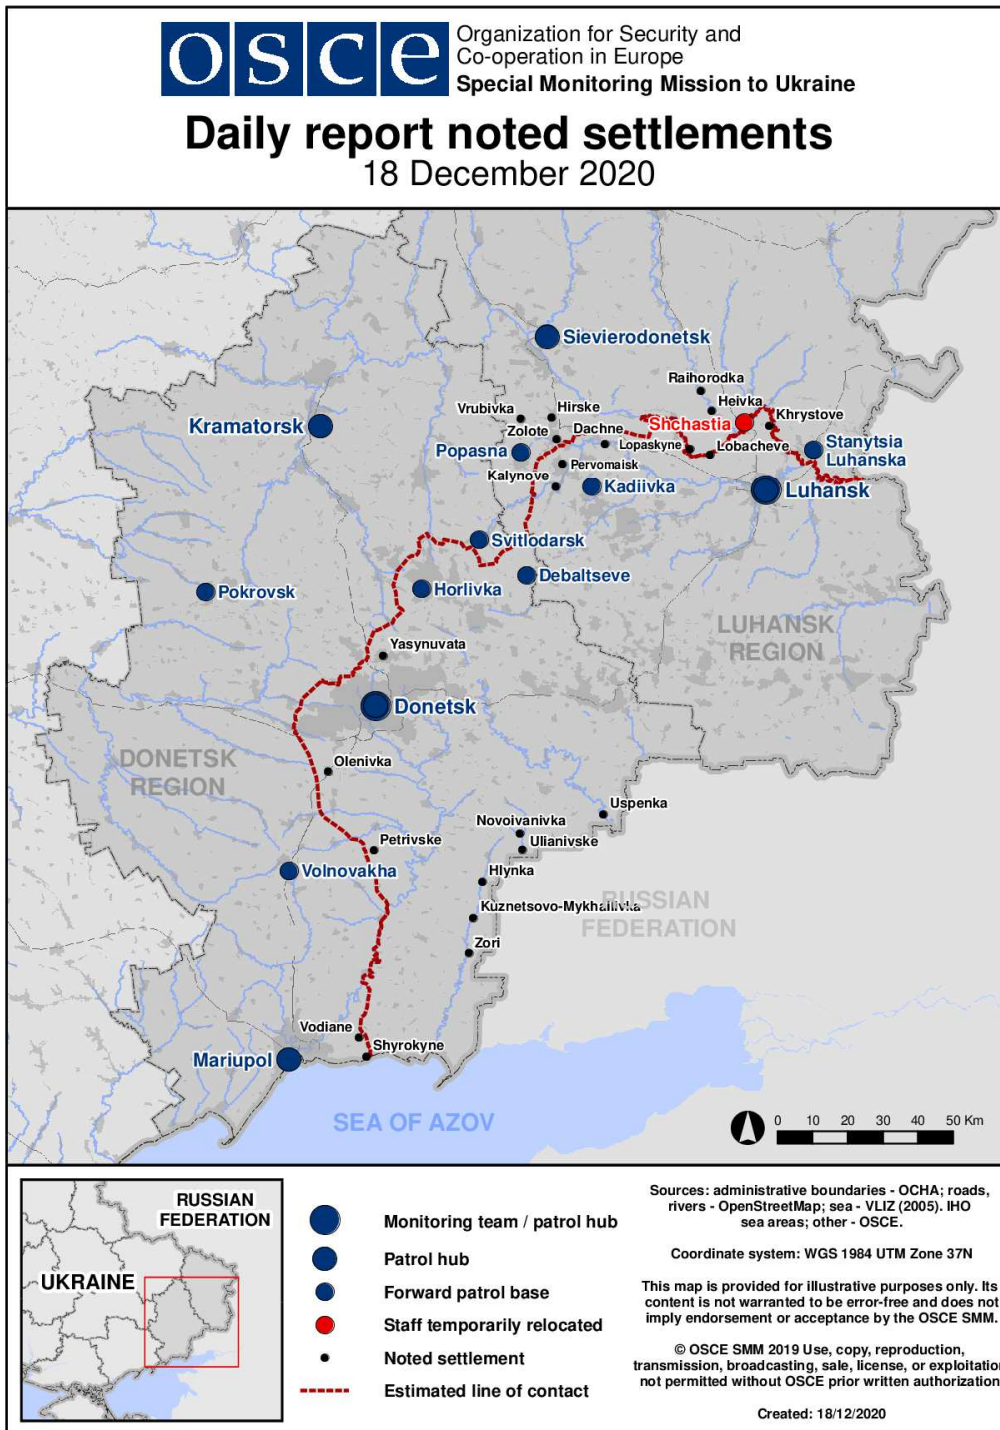 osce
Organization for Security and
Co-operation in Europe
Special Monitoring Mission to Ukraine
Daily report noted settlements
18 December 2020
Sievierodonetsk
Raihorodka
Heivka
Vrubivka
Hirske
Khrystove
Kramatorsk
Zolote
Dachne
Shchastia
Popasna
Lopaskyne
Lobacheve
Stanytsia
Luhanska
Pervomaisk
Kalynove
Kadiivka
Luhansk
Svitlodarsk
Debaltseve
Pokrovsk
Horlivka
LUHANSK
REGION
Yasynuvata
Donetsk
DONETSK
REGION
Olenivka
Uspenka
Novoivanivka
Petrivske
Ulianivske
Volnovakha
Hlynka
Kuznetsovo-Mykhailivka
RUSSIAN
FEDERATION
Zori
Vodiane
Shyrokyne
Mariupol
SEA OF AZOV
0 10 20 30 40 50 Km
RUSSIAN
FEDERATION
UKRAINE
Monitoring team / patrol hub
Patrol hub
Forward patrol base
Staff temporarily relocated
Noted settlement
Estimated line of contact
Sources: administrative boundaries - OCHA; roads,
rivers - OpenStreetMap; sea - VLIZ (2005). IHO
sea areas; other - OSCE.
Coordinate system: WGS 1984 UTM Zone 37N
This map is provided for illustrative purposes only. Its
content is not warranted to be error-free and does not
imply endorsement or acceptance by the OSCE SMM.
© OSCE SMM 2019 Use, copy, reproduction,
transmission, broadcasting, sale, license, or exploitation
not permitted without OSCE prior written authorization
Created: 18/12/2020